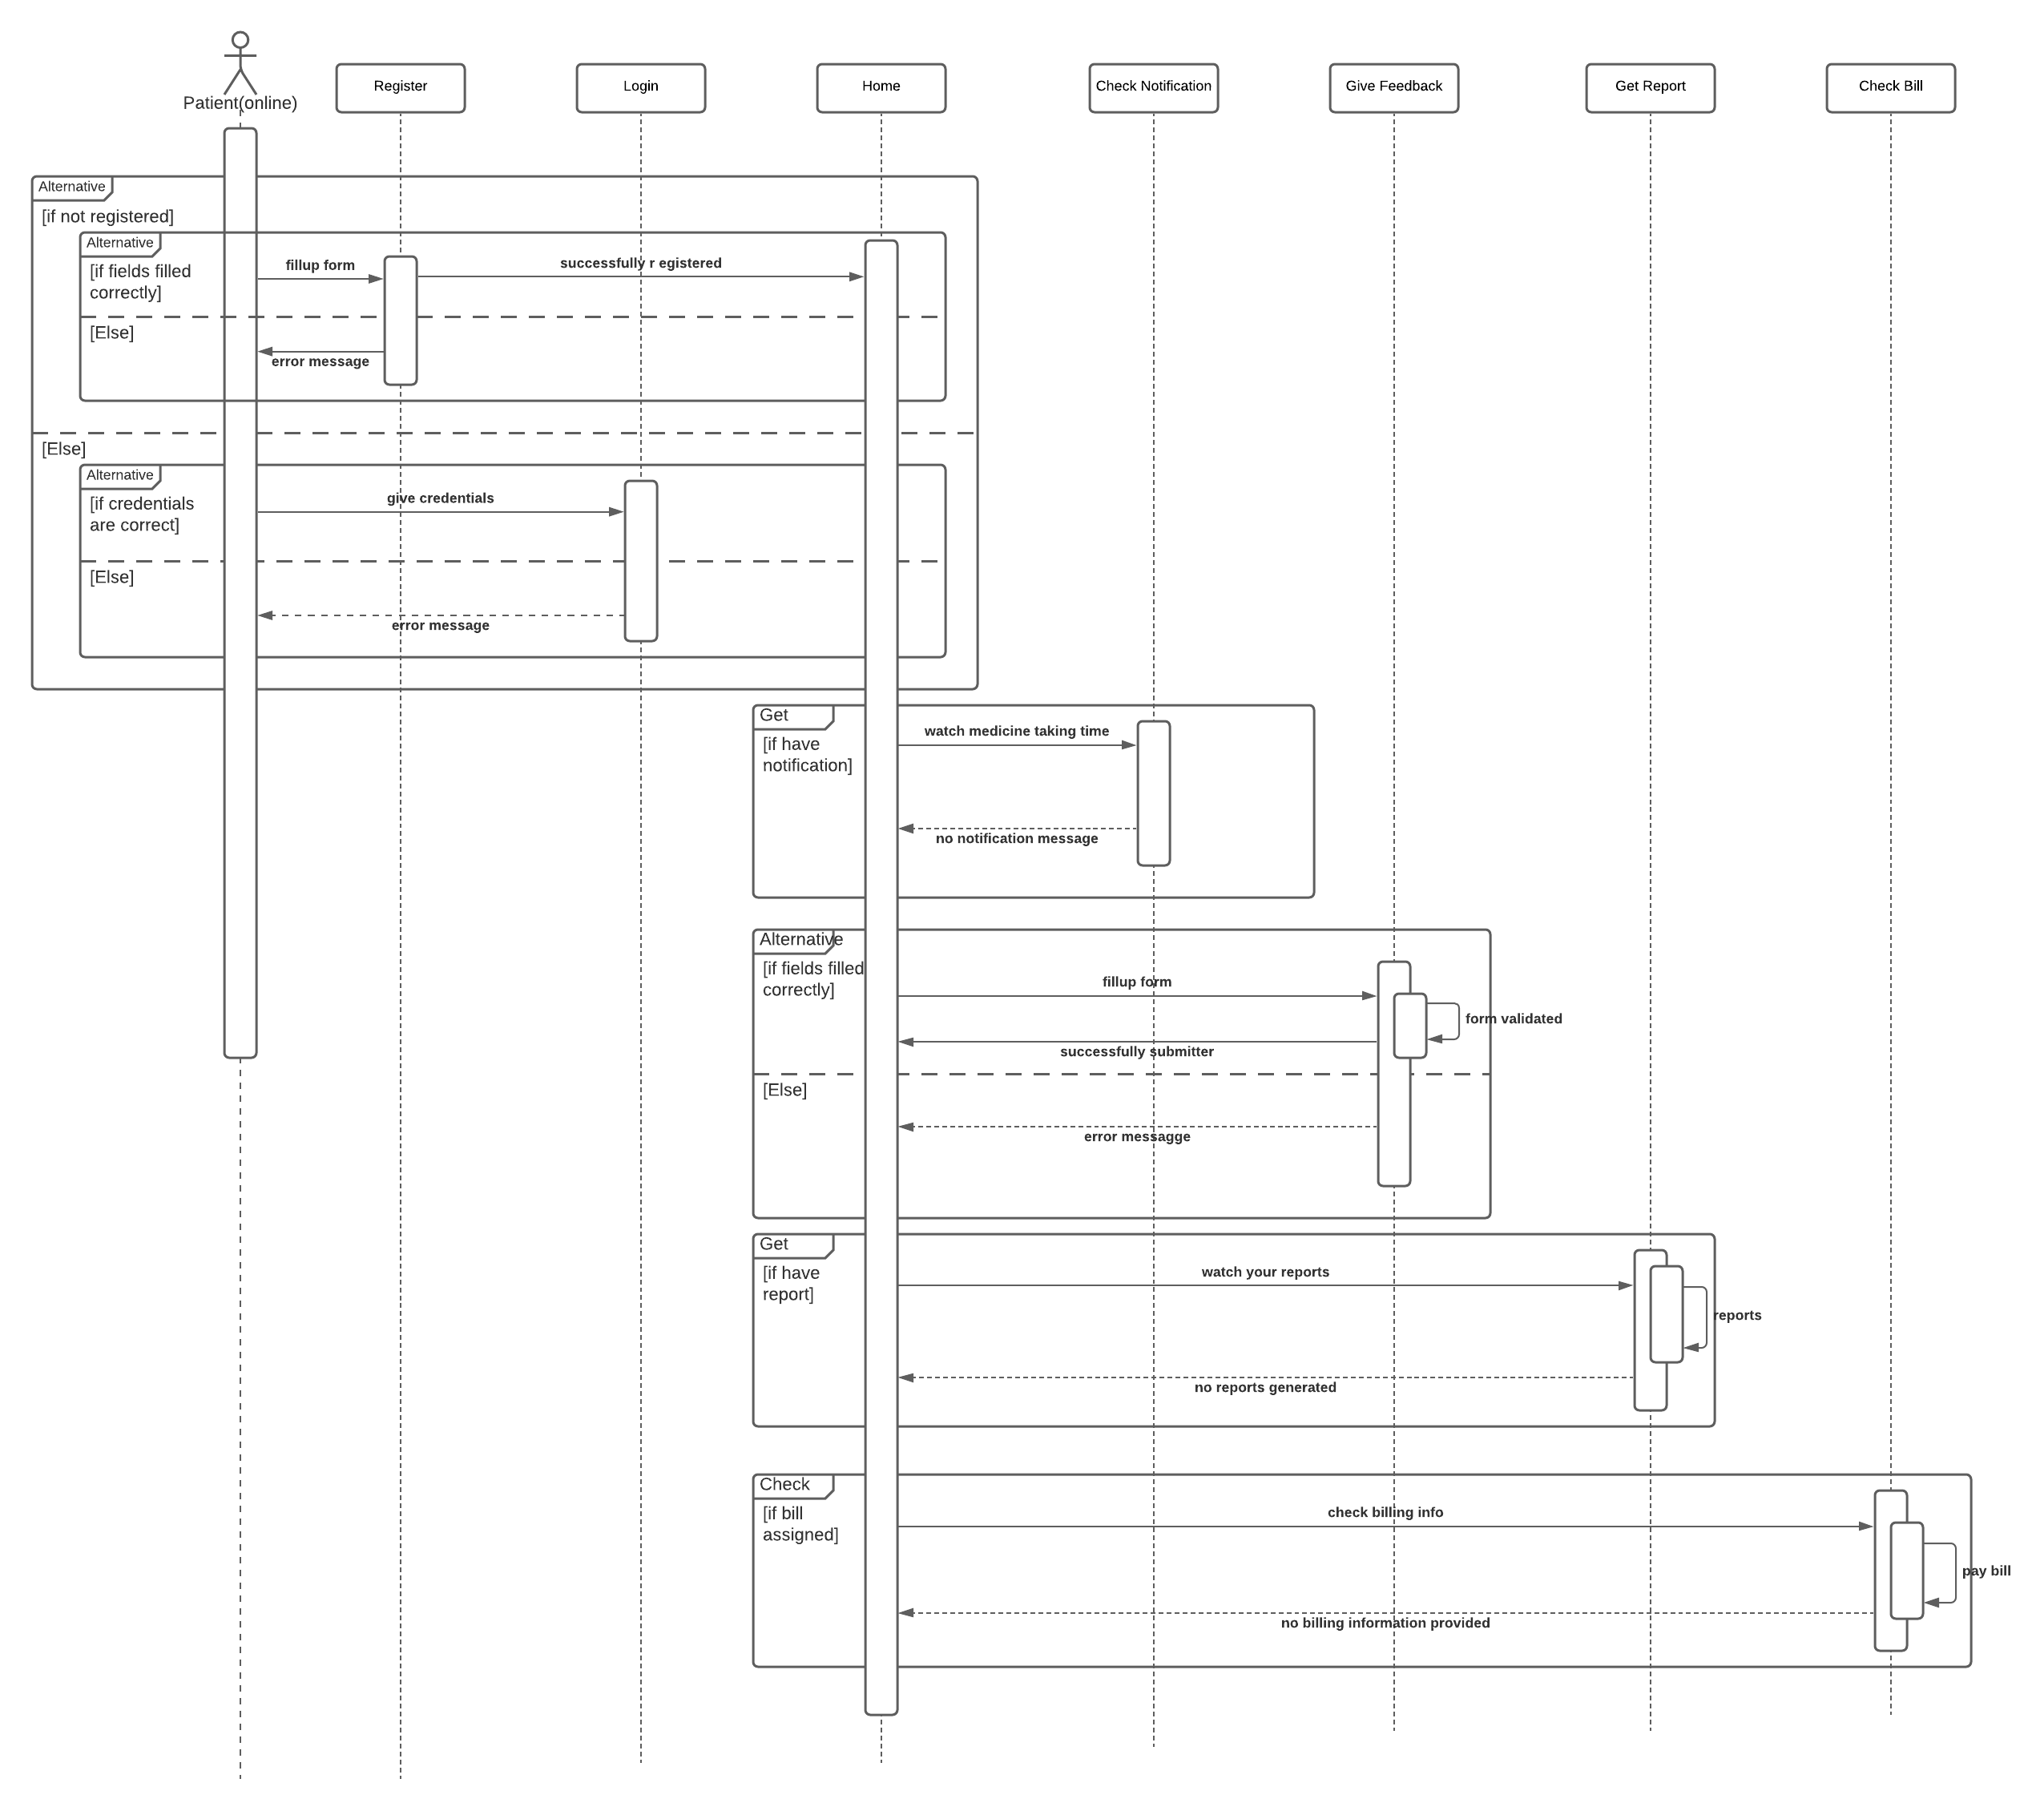 Patient(online)
Register
Login
Home
Check Notification
Give Feedback
Get Report
Check Bill
Alternative
[if not registered]
Alternative
[if fields filled
correctly]
fillup form
successfully r egistered
[Else]
error message
[Else]
Alternative
[if credentials
are correct]
give credentials
[Else]
error message
Get
[if have
notification]
watch medicine taking time
no notification message
Alternative
[if fields filled
correctly]
fillup form
form validated
successfully submitter
[Else]
error messagge
Get
[if have
report]
watch your reports
reports
no reports generated
Check
[if bill
assigned]
check billing info
pay bill
no billing information provided